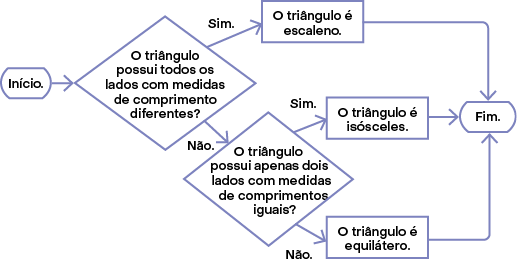 Início.
O triângulo
possui todos os
lados com medidas
de comprimento
diferentes?
Sim.
O triângulo é
escaleno.
Não.
O triângulo
possui apenas dois
lados com medidas
de comprimentos
iguais?
Sim.
O triângulo é
isósceles.
Não.
O triângulo é
equilátero.
Fim.